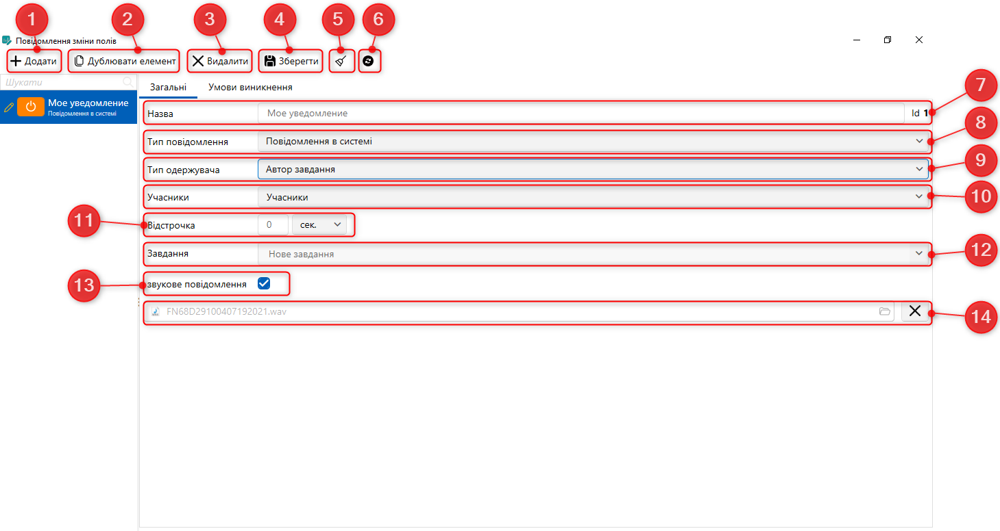 1 2 3 4 5 6
Повідомлення зміни полів
Додати Дублювати елемент Видалити Зберегти
Шукати
Загальні Умови виникнення
7
Мое уведомление
Повідомлення в системі
Назва Мое уведомление Id 1
8
Тип повідомлення Повідомлення в системі
9
Тип одержувача Автор завдання
10
Учасники Учасники
11
Відстрочка 0 сек.
12
Завдання Нове завдання
13
звукове повідомлення
FN68D29100407192021.wav
14